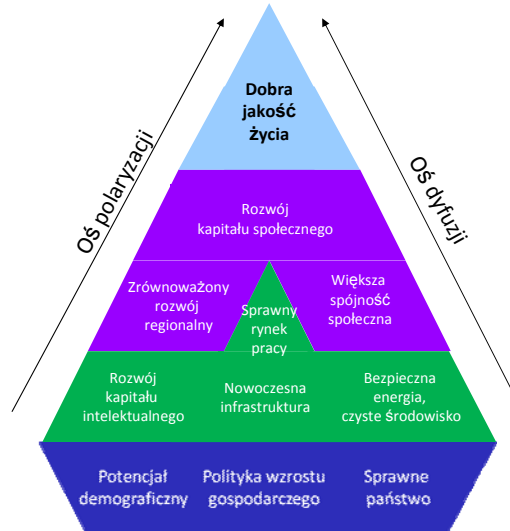 Dobra
jakość
życia
Oś polaryzacji
Oś dyfuzji
Rozwój
kapitału społecznego
Zrównoważony
rozwój
regionalny
Sprawny
rynek
pracy
Większa
spójność
społeczna
Rozwój
kapitału
intelektualnego
Nowoczesna
infrastruktura
Bezpieczna
energia,
czyste środowisko
Potencjał
demograficzny
Polityka wzrostu
gospodarczego
Sprawne
państwo